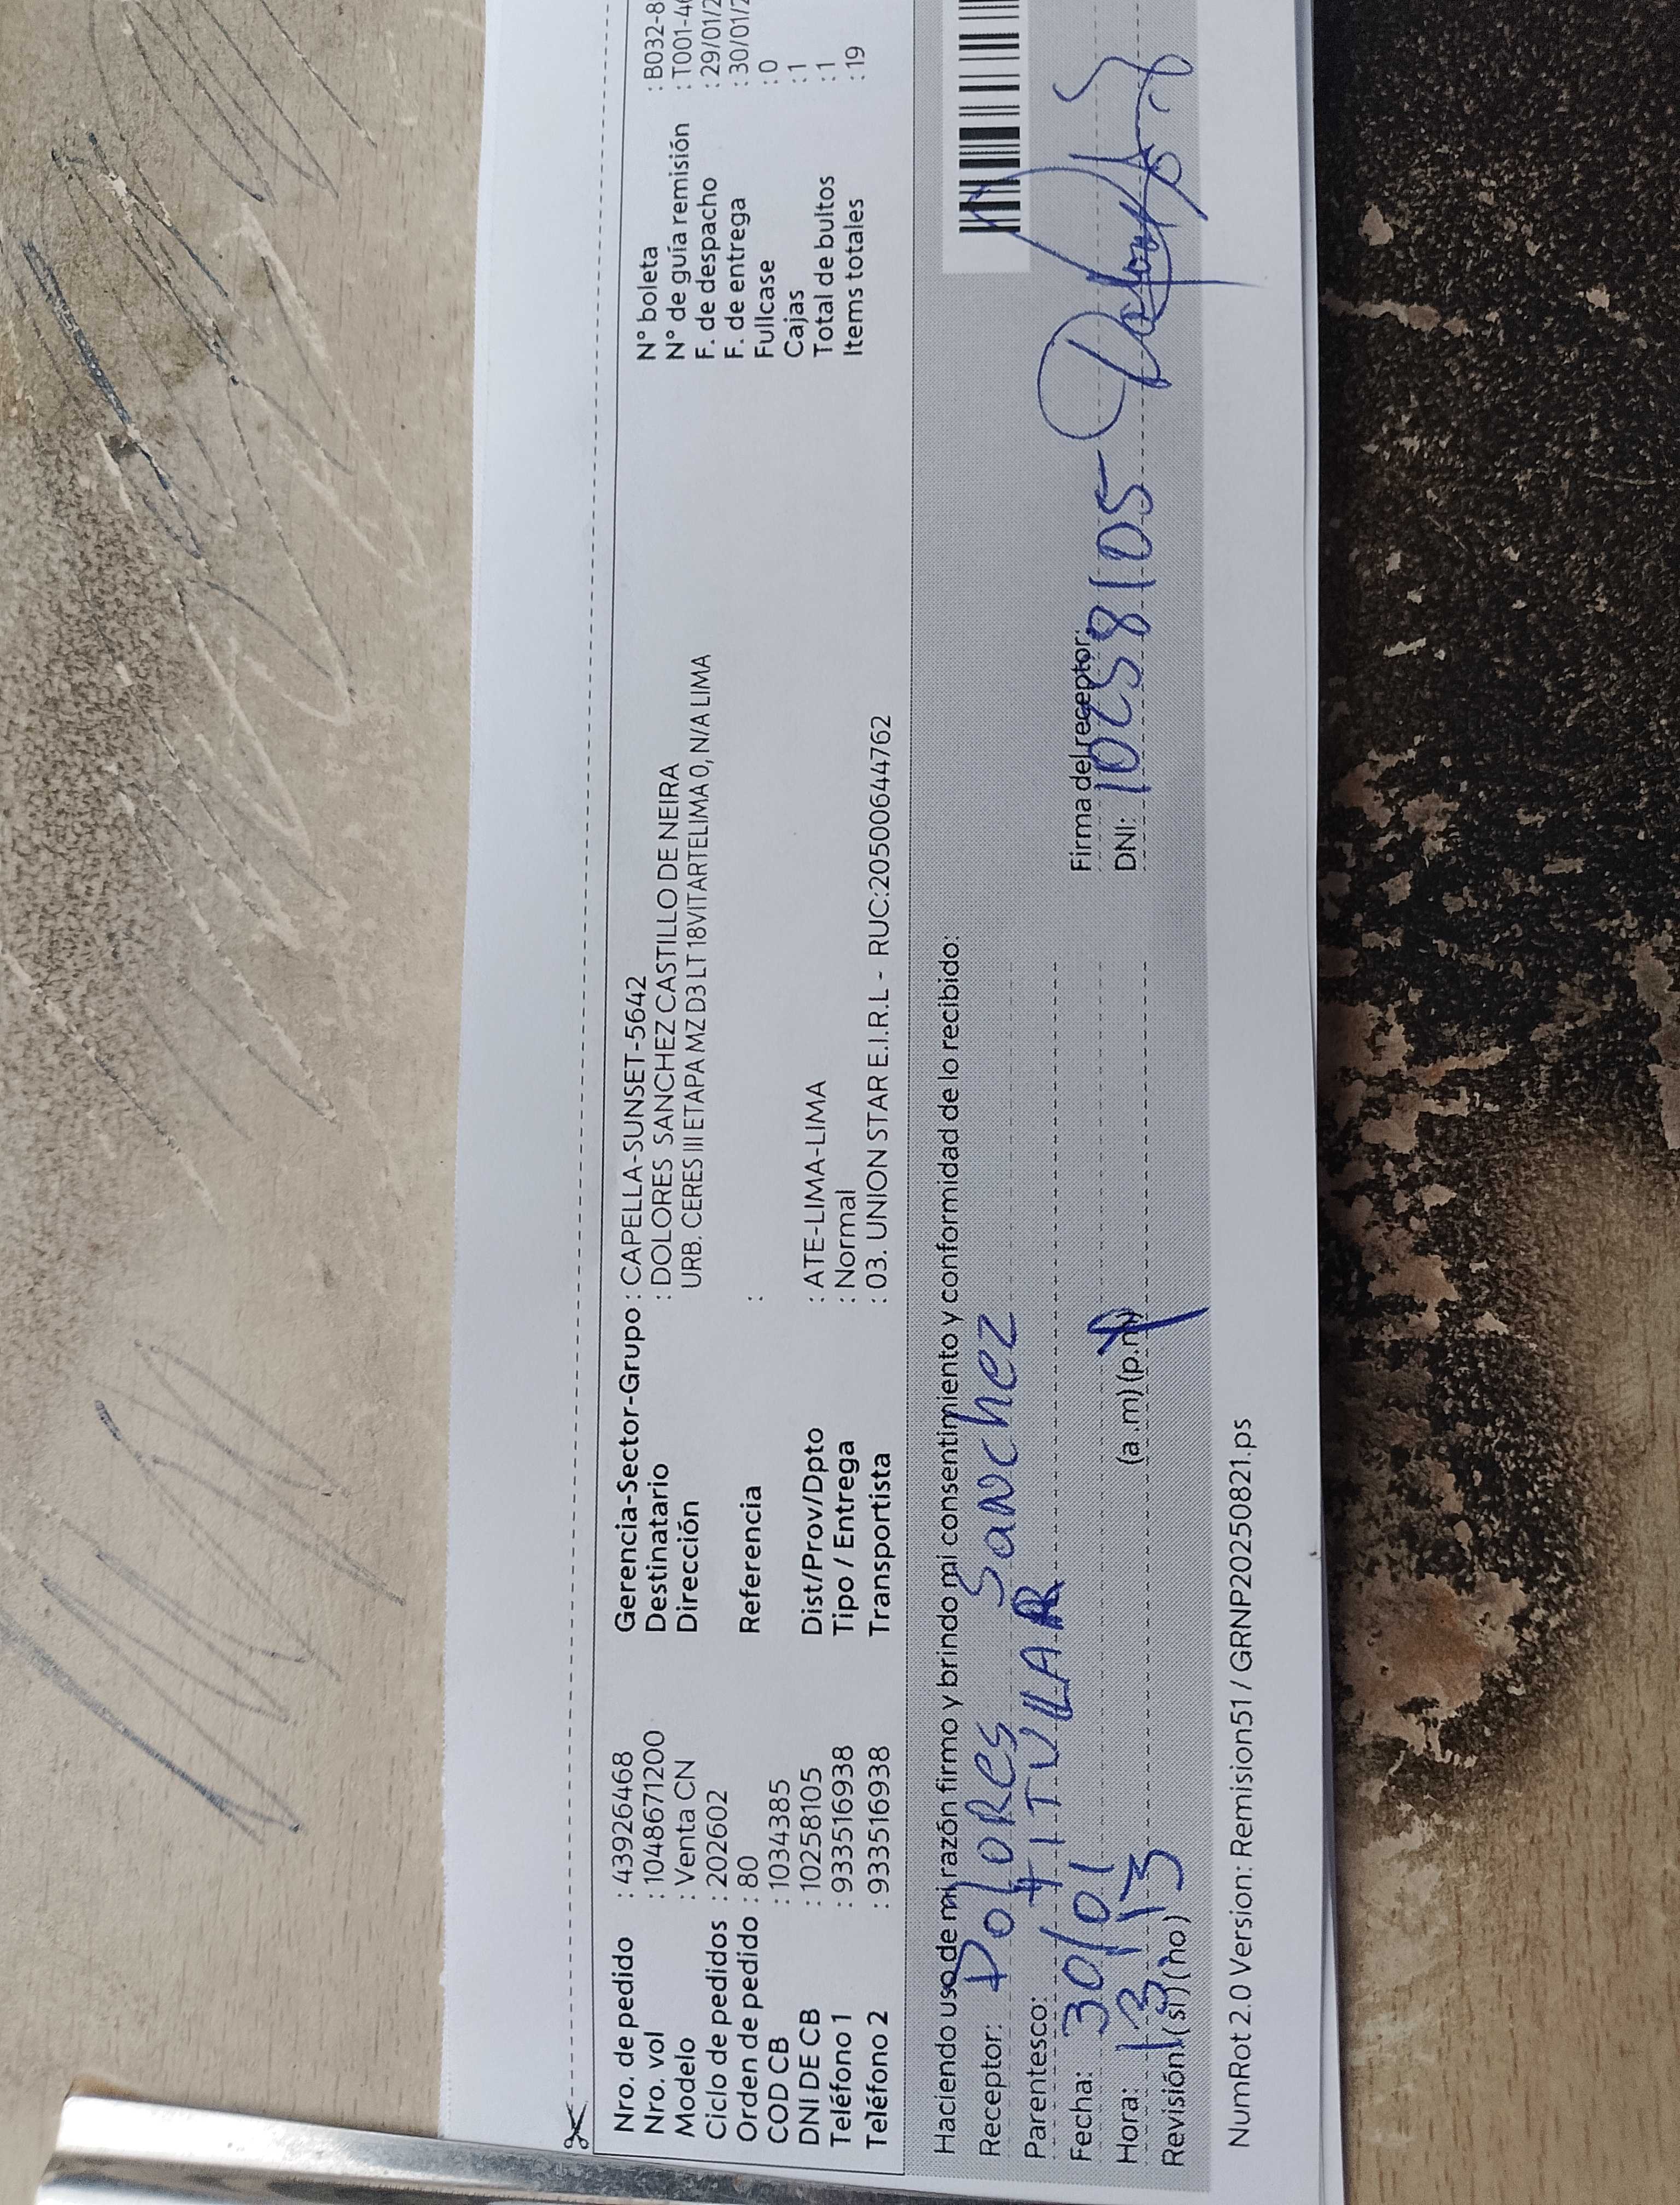 Nro. de pedido : 43926468
Nro. vol : 10486671200
Modelo : Venta CN
Ciclo de pedidos : 202602
Orden de pedido : 80
COD CB : 1034385
DNI DE CB : 10258105
Teléfono 1 : 933516938
Teléfono 2 : 933516938
Gerencia-Sector-Grupo : CAPELLA-SUNSET-5642
Destinatario : DOLORES SANCHEZ CASTILLO DE NEIRA
Dirección URB. CERES III ETAPA MZ D3 LT 18VITARTELIMA 0, N/A LIMA
Referencia :
Dist/Prov/Dpto : ATE-LIMA-LIMA
Tipo / Entrega : Normal
Transportista : 03. UNION STAR E.I.R.L - RUC:20500644762
N° boleta : B032-8
N° de guía remisión : T001-4
F. de despacho : 29/01/2
F. de entrega : 30/01/2
Fullcase : 0
Cajas : 1
Total de bultos : 1
Items totales : 19
Haciendo uso de mi razón firmo y brindo mi consentimiento y conformidad de lo recibido:
Receptor: Dolores Sanchez
Parentesco: TITULAR
Fecha: 30/01
Hora: 13 13 (a .m) (p.m)
Revisión (si) (no)
Firma del receptor:
DNI: 10258105
NumRot 2.0 Version: Remision51 / GRNP20250821.ps